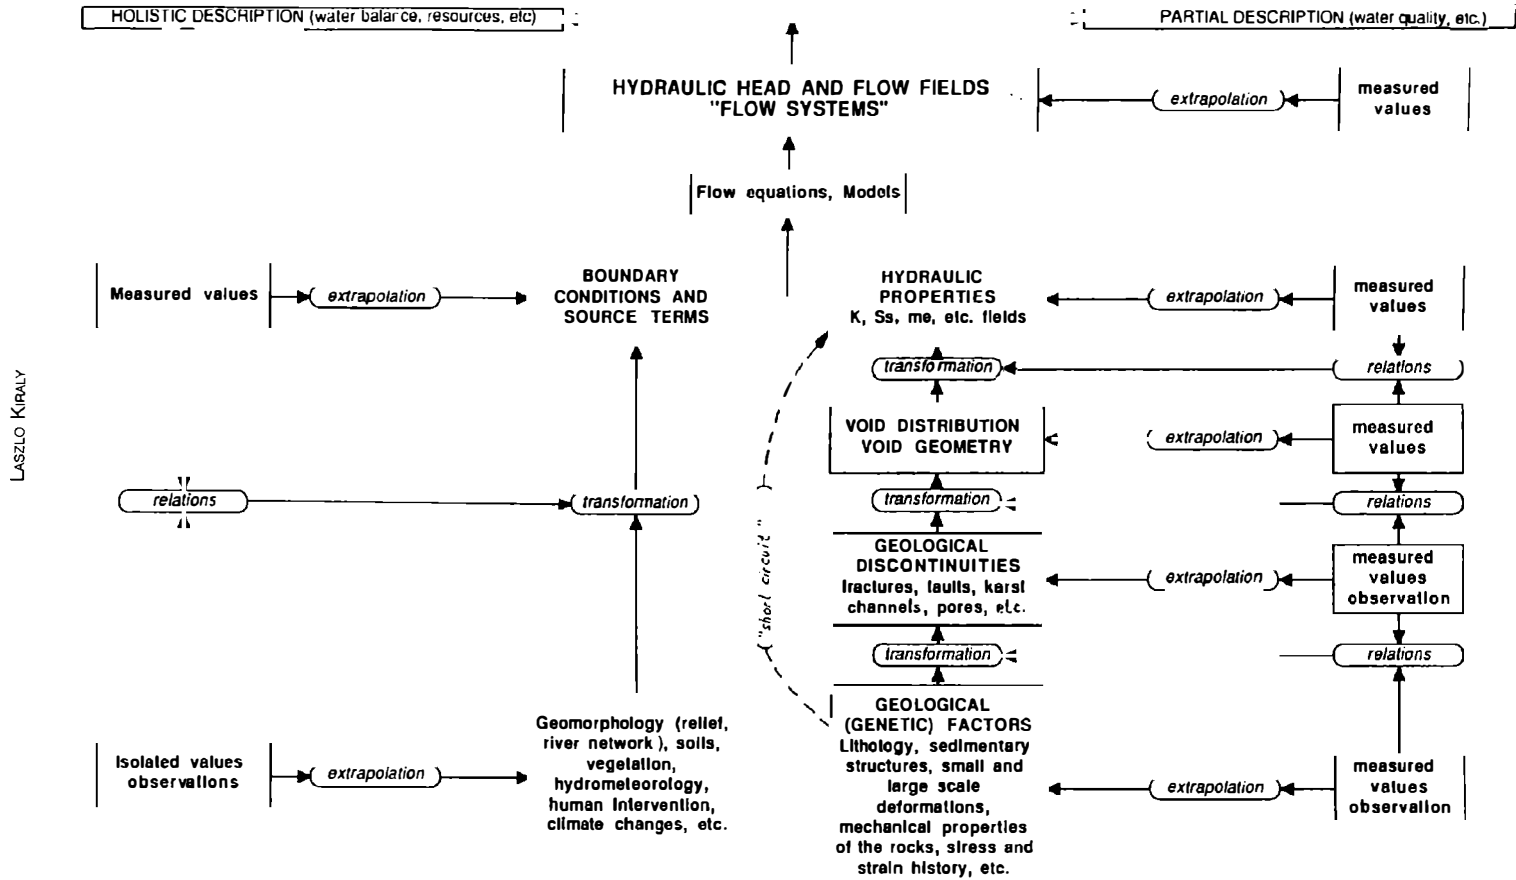 HOLISTIC DESCRIPTION (water balance, resources, etc)
PARTIAL DESCRIPTION (water quality, etc.)
HYDRAULIC HEAD AND FLOW FIELDS
"FLOW SYSTEMS"
extrapolation
measured
values
Flow equations, Models
Measured values
extrapolation
BOUNDARY
CONDITIONS AND
SOURCE TERMS
HYDRAULIC
PROPERTIES
K, Ss, me, etc. fields
extrapolation
measured
values
transformation
relations
VOID DISTRIBUTION
VOID GEOMETRY
extrapolation
measured
values
LASZLO KIRALY
relations
transformation
"short circuit"
transformation
relations
GEOLOGICAL
DISCONTINUITIES
fractures, faults, karst
channels, pores, etc.
extrapolation
measured
values
observation
transformation
relations
Isolated values
observations
extrapolation
Geomorphology (relief,
river network), soils,
vegetation,
hydrometeorology,
human Intervention,
climate changes, etc.
GEOLOGICAL
(GENETIC) FACTORS
Lithology, sedimentary
structures, small and
large scale
deformations,
mechanical properties
of the rocks, stress and
strain history, etc.
extrapolation
measured
values
observation